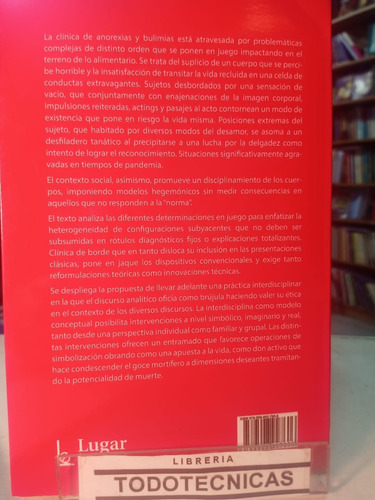 La clínica de anorexias y bulimias está atravesada por problemáticas
complejas de distinto orden que se ponen en juego impactando en el
terreno de lo alimentario. Se trata del suplicio de un cuerpo que se per-
cibe horrible y la insatisfacción de transitar la vida recluida en una celda de
conductas extravagantes. Sujetos desbordados por una sensación de
vacío, que conjuntamente con enajenaciones de la imagen corporal,
impulsiones reiteradas, actings y pasajes al acto contornean un modo de
existencia que pone en riesgo la vida misma. Posiciones extremas del
sujeto, que habitado por diversos modos del desamor, se asoma a un
desfiladero tanático al precipitarse a una lucha por la delgadez como
intento de lograr el reconocimiento. Situaciones significativamente agra-
vadas en tiempos de pandemia.
El contexto social, asimismo, promueve un disciplinamiento de los cuer-
pos, imponiendo modelos hegemónicos sin medir consecuencias en
aquellos que no responden a la "norma".
El texto analiza las diferentes determinaciones en juego para enfatizar la
heterogeneidad de configuraciones subyacentes que no deben ser
subsumidas en rótulos diagnósticos fijos o explicaciones totalizantes.
Clínica de borde que en tanto disloca su inclusión en las presentaciones
clásicas, pone en jaque los dispositivos convencionales y exige tanto
reformulaciones teóricas como innovaciones técnicas.
Se despliega la propuesta de llevar adelante una práctica interdisciplinar
en la que el discurso analítico oficia como brújula haciendo valer su ética
en el contexto de los diversos discursos. La interdisciplina como modelo
conceptual posibilita intervenciones a nivel simbólico, imaginario y real,
tanto desde una perspectiva individual como familiar y grupal. Las distin-
tas intervenciones ofrecen un entramado que favorece operaciones de
simbolización obrando como una apuesta a la vida, como don activo que
hace condescender el goce mortífero a dimensiones deseantes tramitan-
do la potencialidad de muerte.
Lugar
LIBRERIA
TODOTECNICAS